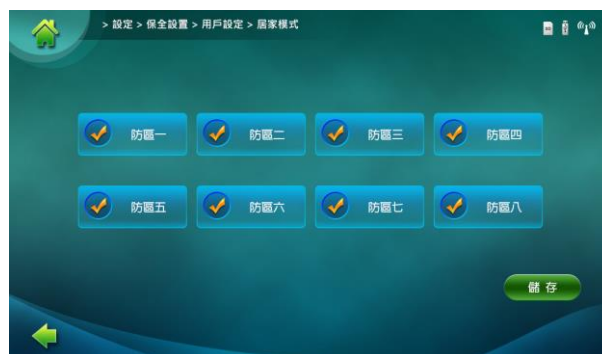 > 設定 > 保全設置 > 用戶設定 > 居家模式
防區一 防區二 防區三 防區四
防區五 防區六 防區七 防區八
儲存